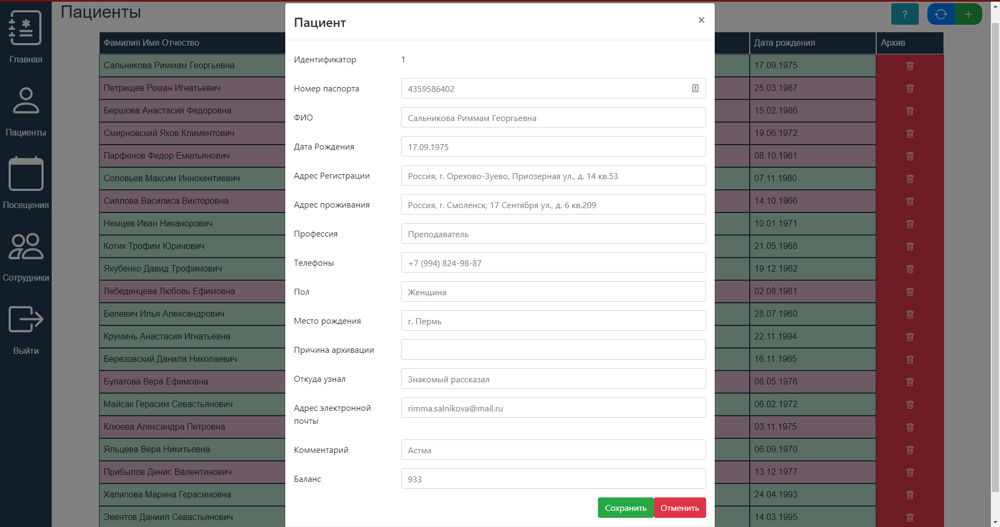 Пациенты
?
+
Главная
Пациенты
Посещения
Сотрудники
Выйти
Фамилия Имя Отчество
Дата рождения
Архив
Сальникова Риммам Георгьевна
17.09.1975
Петрищев Роман Игнатьевич
25.03.1987
Бершова Анастасия Федоровна
15.02.1986
Смирновский Яков Климентович
19.06.1972
Парфенов Федор Емельянович
08.10.1961
Соловьев Максим Иннокентиевич
07.11.1980
Сиялова Василиса Викторовна
14.10.1966
Немцев Иван Никанорович
10.01.1971
Котик Трофим Юринович
21.05.1968
Якубенко Давид Трофимович
19.12.1962
Лебединцева Любовь Ефимовна
02.08.1981
Белевич Илья Александрович
28.07.1960
Круминь Анастасия Игнатьевна
22.11.1994
Березовский Данила Николаевич
16.11.1965
Булатова Вера Ефимовна
08.05.1976
Майсак Герасим Севастьянович
06.02.1972
Клюева Александра Петровна
03.11.1975
Яльцева Вера Никитьевна
06.09.1970
Прибылов Денис Валентинович
13.12.1977
Халипова Марина Герасимовна
24.04.1993
Эвентов Даниил Севастьянович
14.03.1995
Пациент
×
Идентификатор
1
Номер паспорта
4359586402
ФИО
Сальникова Риммам Георгьевна
Дата Рождения
17.09.1975
Адрес Регистрации
Россия, г. Орехово-Зуево, Приозерная ул., д. 14 кв.53
Адрес проживания
Россия, г. Смоленск, 17 Сентября ул., д. 6 кв.209
Профессия
Преподаватель
Телефоны
+7 (994) 824-98-87
Пол
Женщина
Место рождения
г. Пермь
Причина архивации
Откуда узнал
Знакомый рассказал
Адрес электронной
почты
rimma.salnikova@mail.ru
Комментарий
Астма
Баланс
933
Сохранить
Отменить